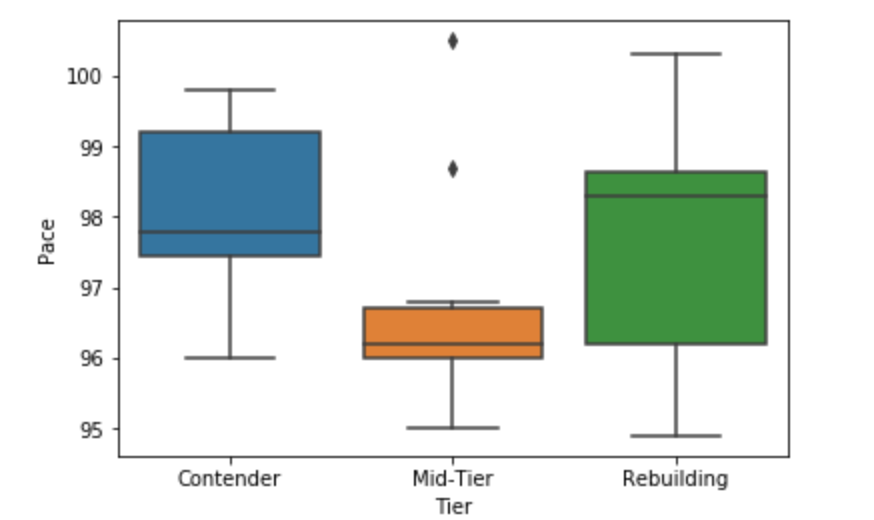 Pace
100
99
98
97
96
95
Contender Mid-Tier Rebuilding
Tier